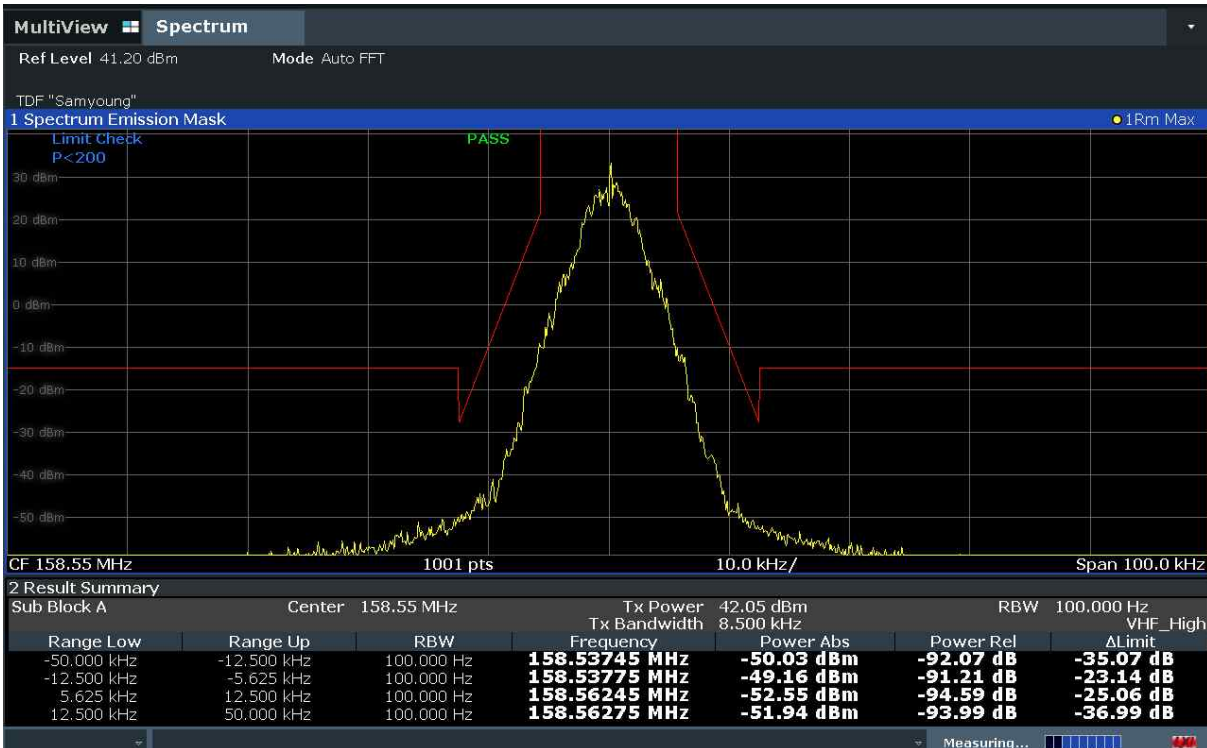 MultiView Spectrum
Ref Level 41.20 dBm Mode Auto FFT
TDF "Samyoung"
1 Spectrum Emission Mask 1Rm Max
Limit Check PASS
P<200
30 dBm
20 dBm
10 dBm
0 dBm
-10 dBm
-20 dBm
-30 dBm
-40 dBm
-50 dBm
CF 158.55 MHz 1001 pts 10.0 kHz/ Span 100.0 kHz
2 Result Summary
Sub Block A Center 158.55 MHz Tx Power 42.05 dBm RBW 100.000 Hz
Tx Bandwidth 8.500 kHz VHF_High
Range Low Range Up RBW Frequency Power Abs Power Rel ΔLimit
-50.000 kHz -12.500 kHz 100.000 Hz 158.53745 MHz -50.03 dBm -92.07 dB -35.07 dB
-12.500 kHz -5.625 kHz 100.000 Hz 158.53775 MHz -49.16 dBm -91.21 dB -23.14 dB
5.625 kHz 12.500 kHz 100.000 Hz 158.56245 MHz -52.55 dBm -94.59 dB -25.06 dB
12.500 kHz 50.000 kHz 100.000 Hz 158.56275 MHz -51.94 dBm -93.99 dB -36.99 dB
Measuring...